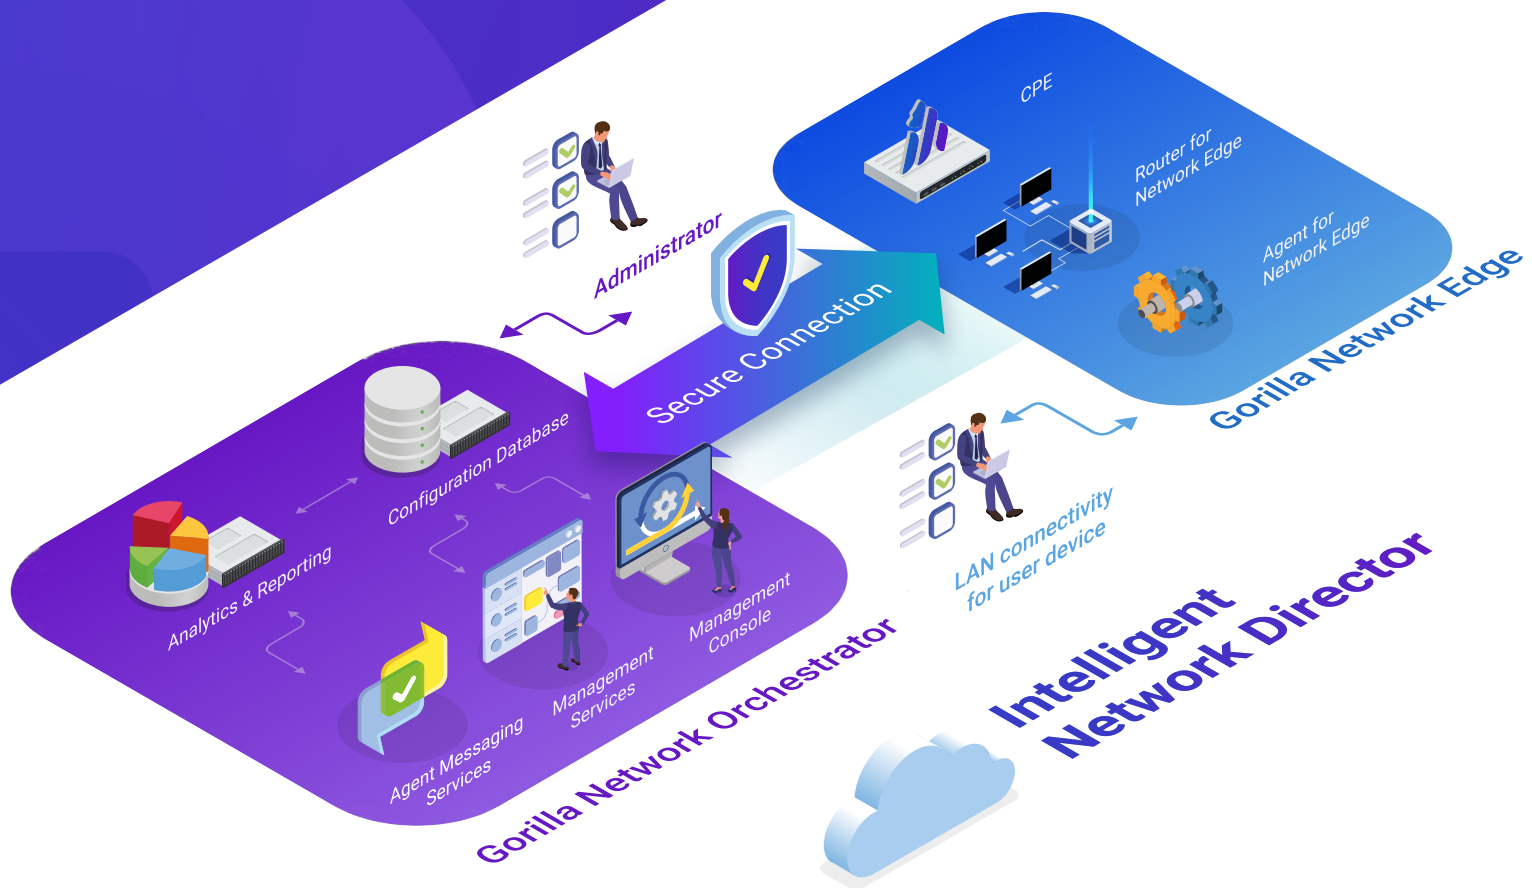 CPE
Router for
Network Edge
Agent for
Network Edge
Gorilla Network Edge
Administrator
Secure Connection
Configuration Database
Analytics & Reporting
Management
Console
Management
Services
Agent Messaging
Services
Gorilla Network Orchestrator
LAN connectivity
for user device
Intelligent
Network Director